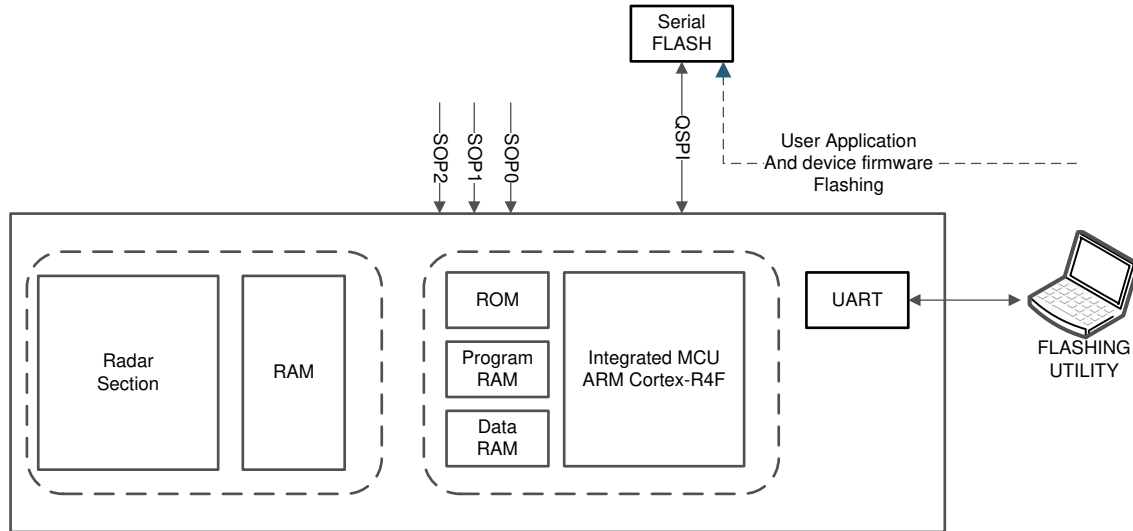 Serial
FLASH
SOP2
SOP1
SOP0
QSPI
User Application
And device firmware
Flashing
Radar
Section
RAM
ROM
Program
RAM
Data
RAM
Integrated MCU
ARM Cortex-R4F
UART
FLASHING
UTILITY